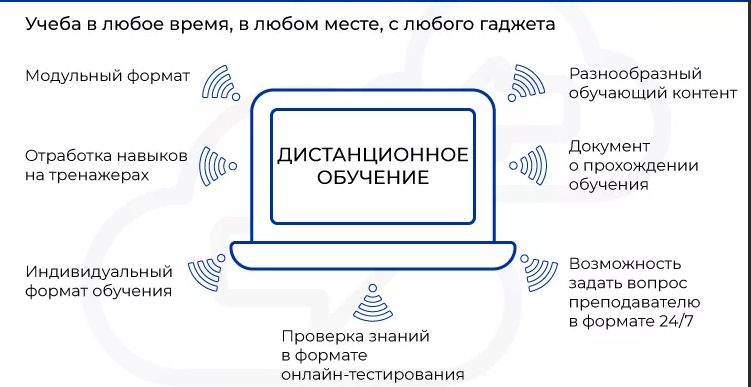 Учеба в любое время, в любом месте, с любого гаджета
Модульный формат
Отработка навыков
на тренажерах
Индивидуальный
формат обучения
ДИСТАНЦИОННОЕ
ОБУЧЕНИЕ
Проверка знаний
в формате
онлайн-тестирования
Разнообразный
обучающий контент
Документ
о прохождении
обучения
Возможность
задать вопрос
преподавателю
в формате 24/7